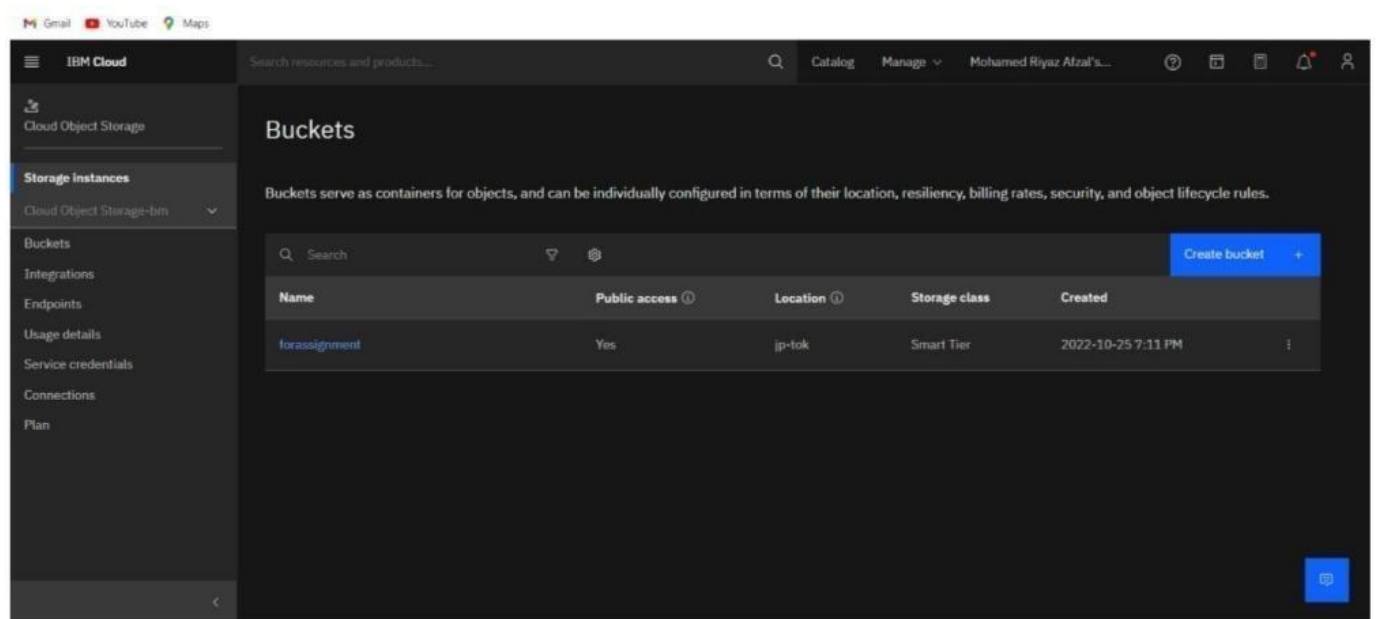 Gmail YouTube Maps
IBM Cloud Search resources and products... Catalog Manage Mohamed Riyaz Afzal's...
Cloud Object Storage
Buckets
Storage instances
Buckets serve as containers for objects, and can be individually configured in terms of their location, resiliency, billing rates, security, and object lifecycle rules.
Cloud Object Storage-bm
Buckets
Search Create bucket +
Integrations
Name Public access Location Storage class Created
Endpoints
Usage details
forassignment Yes jp-tok Smart Tier 2022-10-25 7:11 PM
Service credentials
Connections
Plan